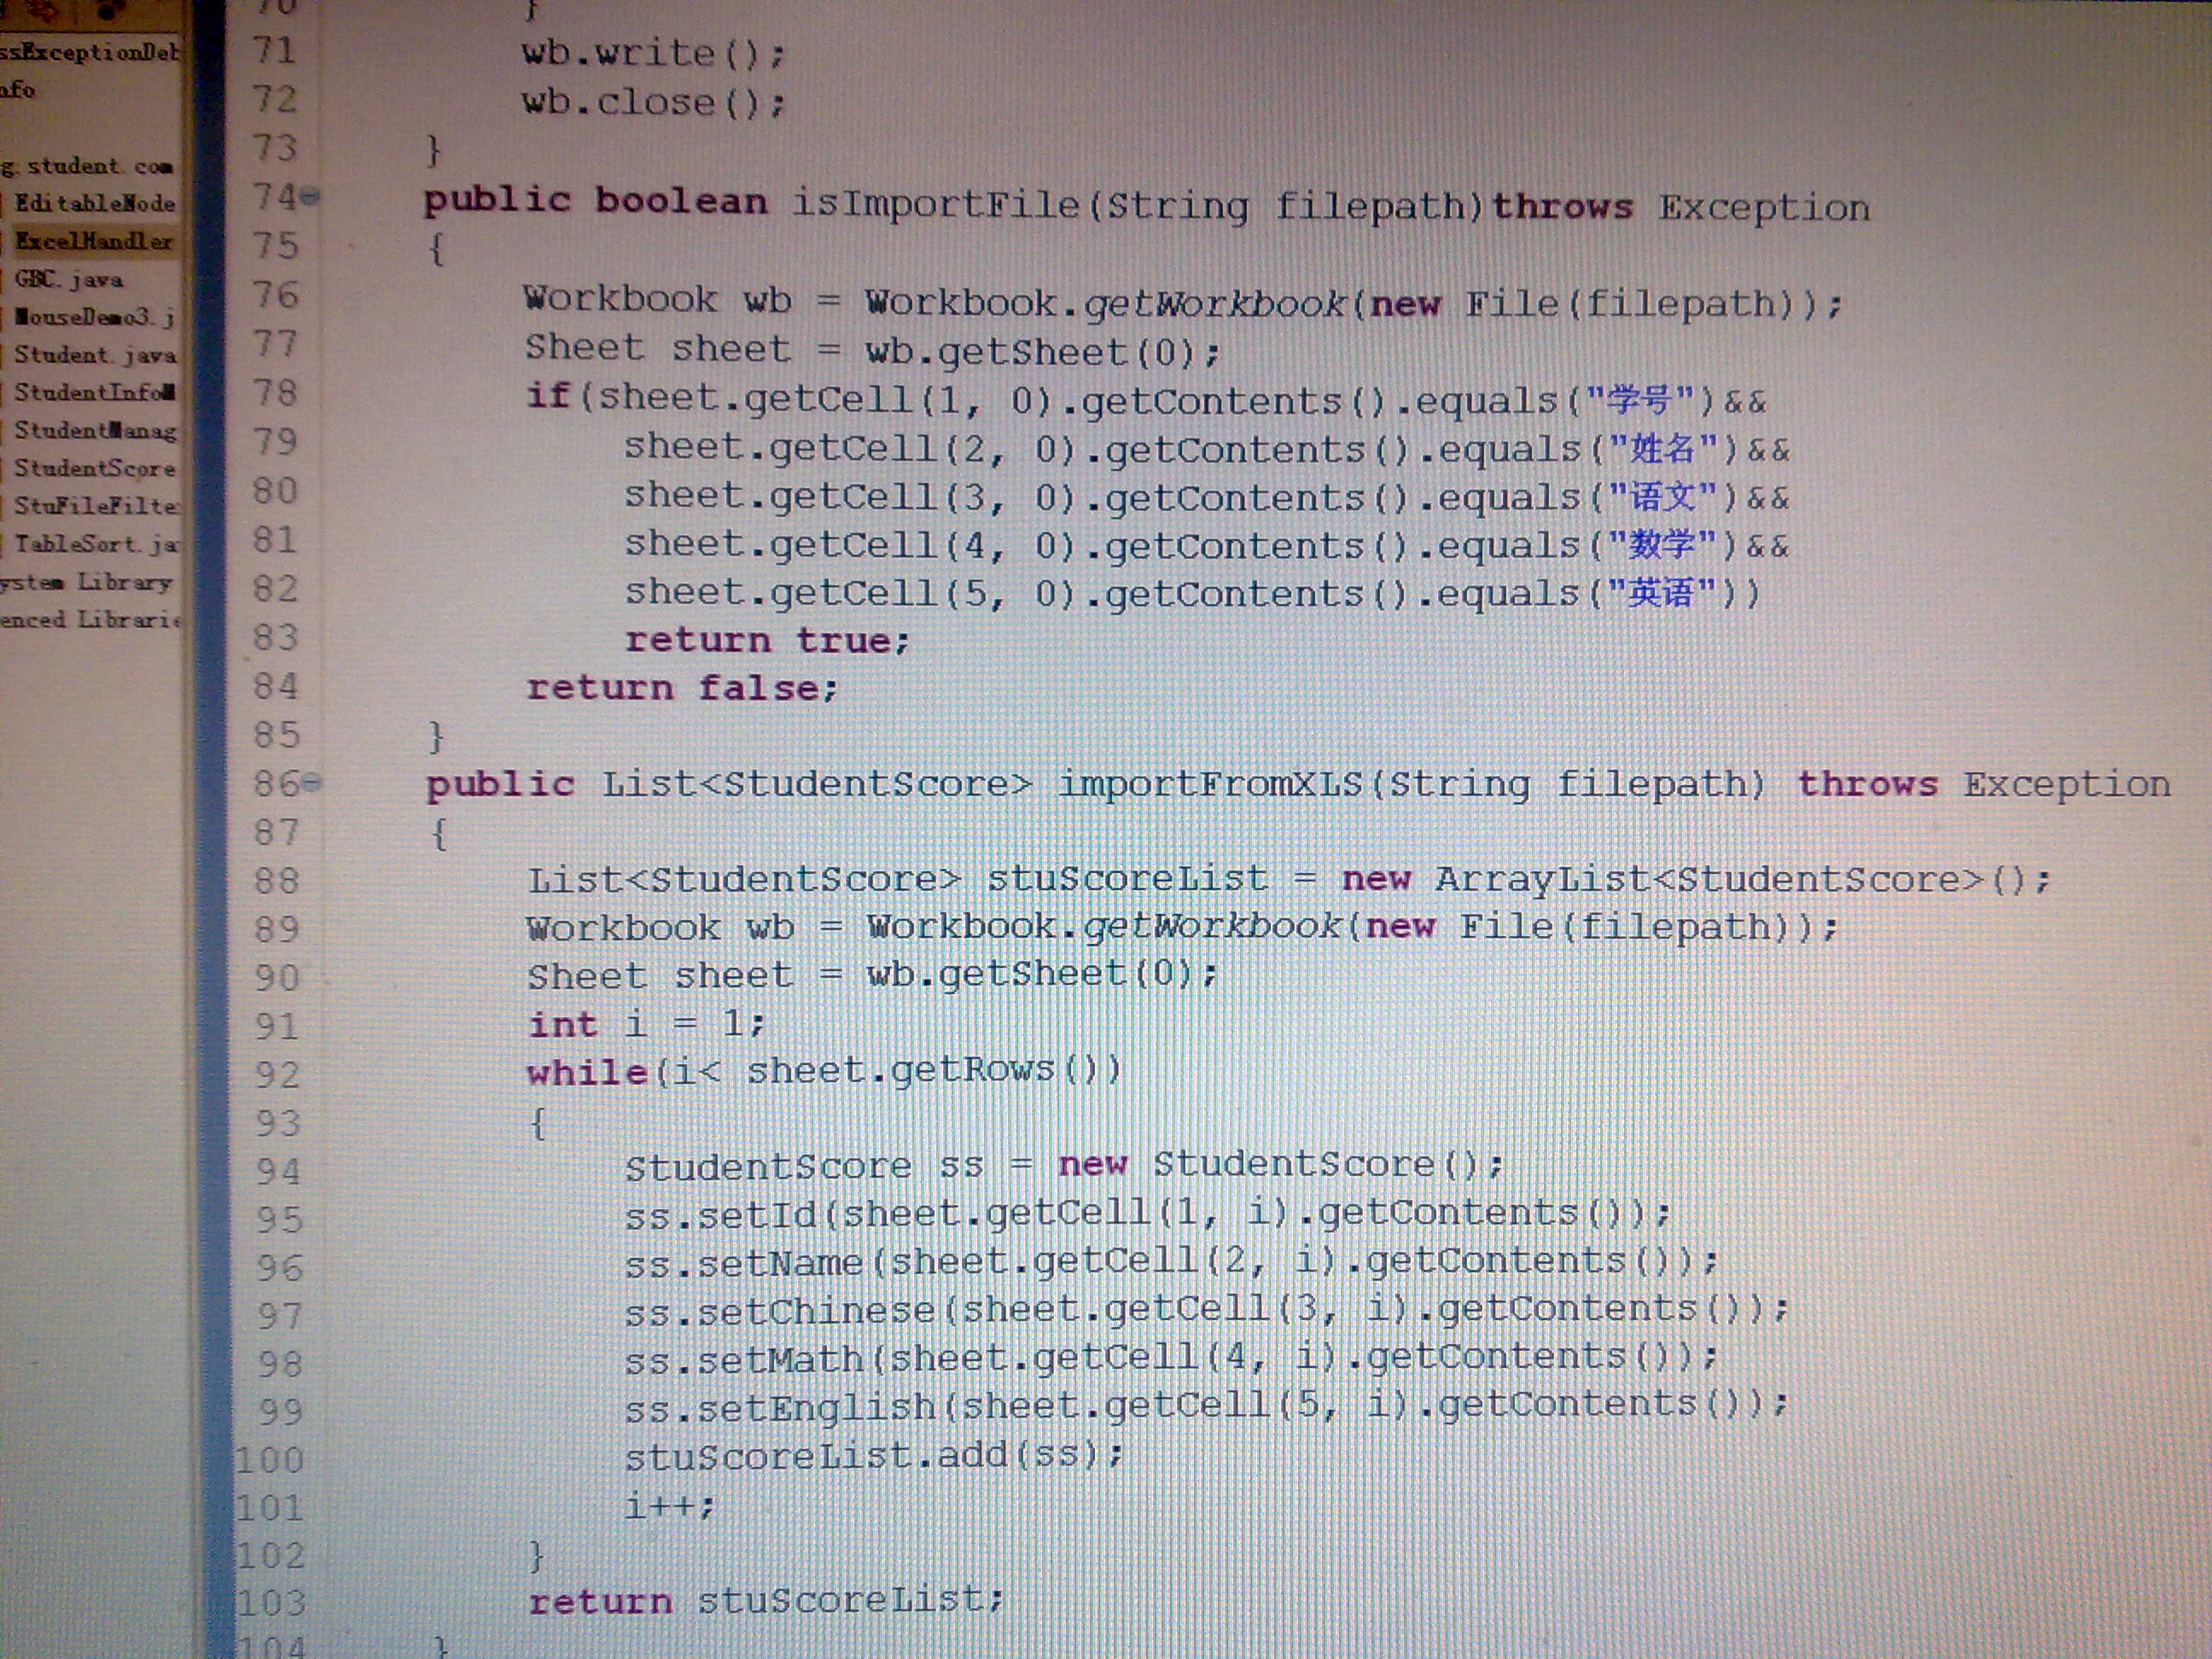 ssExceptionDeb
nfo
g.student.com
EditableNode
ExcelHandler
GBC.java
MouseDemo3.j
Student.java
StudentInfoM
StudentManag
StudentScore
StuFileFilte
TableSort.ja
ystem Library
enced Librarie
70 }
71 wb.write();
72 wb.close();
73 }
74 public boolean isImportFile(String filepath)throws Exception
75 {
76 Workbook wb = Workbook.getWorkbook(new File(filepath));
77 Sheet sheet = wb.getSheet(0);
78 if(sheet.getCell(1, 0).getContents().equals("学号")&&
79 sheet.getCell(2, 0).getContents().equals("姓名")&&
80 sheet.getCell(3, 0).getContents().equals("语文")&&
81 sheet.getCell(4, 0).getContents().equals("数学")&&
82 sheet.getCell(5, 0).getContents().equals("英语"))
83 return true;
84 return false;
85 }
86 public List<StudentScore> importFromXLS(String filepath) throws Exception
87 {
88 List<StudentScore> stuScoreList = new ArrayList<StudentScore>();
89 Workbook wb = Workbook.getWorkbook(new File(filepath));
90 Sheet sheet = wb.getSheet(0);
91 int i = 1;
92 while(i< sheet.getRows())
93 {
94 StudentScore ss = new StudentScore();
95 ss.setId(sheet.getCell(1, i).getContents());
96 ss.setName(sheet.getCell(2, i).getContents());
97 ss.setChinese(sheet.getCell(3, i).getContents());
98 ss.setMath(sheet.getCell(4, i).getContents());
99 ss.setEnglish(sheet.getCell(5, i).getContents());
100 stuScoreList.add(ss);
101 i++;
102 }
103 return stuScoreList;
104 }